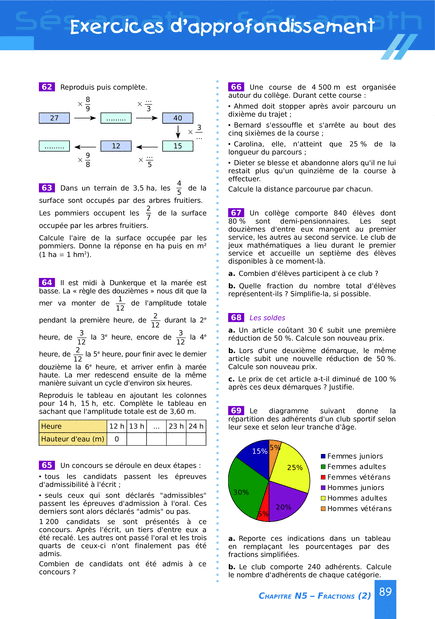 Exercices d'approfondissement
62 Reproduis puis complète.
× 8/9 × .../3
27 ......... 40
× 3/...
......... 12 15
× 9/8 × .../5
63 Dans un terrain de 3,5 ha, les 4/5 de la
surface sont occupés par des arbres fruitiers.
Les pommiers occupent les 2/7 de la surface
occupée par les arbres fruitiers.
Calcule l'aire de la surface occupée par les
pommiers. Donne la réponse en ha puis en m²
(1 ha = 1 hm²).
64 Il est midi à Dunkerque et la marée est
basse. La « règle des douzièmes » nous dit que la
mer va monter de 1/12 de l'amplitude totale
pendant la première heure, de 2/12 durant la 2e
heure, de 3/12 la 3e heure, encore de 3/12 la 4e
heure, de 2/12 la 5e heure, pour finir avec le dernier
douzième la 6e heure, et arriver enfin à marée
haute. La mer redescend ensuite de la même
manière suivant un cycle d'environ six heures.
Reproduis le tableau en ajoutant les colonnes
pour 14 h, 15 h, etc. Complète le tableau en
sachant que l'amplitude totale est de 3,60 m.
Heure 12 h 13 h ... 23 h 24 h
Hauteur d'eau (m) 0
65 Un concours se déroule en deux étapes :
• tous les candidats passent les épreuves
d'admissibilité à l'écrit ;
• seuls ceux qui sont déclarés "admissibles"
passent les épreuves d'admission à l'oral. Ces
derniers sont alors déclarés "admis" ou pas.
1 200 candidats se sont présentés à ce
concours. Après l'écrit, un tiers d'entre eux a
été recalé. Les autres ont passé l'oral et les trois
quarts de ceux-ci n'ont finalement pas été
admis.
Combien de candidats ont été admis à ce
concours ?
66 Une course de 4 500 m est organisée
autour du collège. Durant cette course :
• Ahmed doit stopper après avoir parcouru un
dixième du trajet ;
• Bernard s'essouffle et s'arrête au bout des
cinq sixièmes de la course ;
• Carolina, elle, n'atteint que 25 % de la
longueur du parcours ;
• Dieter se blesse et abandonne alors qu'il ne lui
restait plus qu'un quinzième de la course à
effectuer.
Calcule la distance parcourue par chacun.
67 Un collège comporte 840 élèves dont
80 % sont demi-pensionnaires. Les sept
douzièmes d'entre eux mangent au premier
service, les autres au second service. Le club de
jeux mathématiques a lieu durant le premier
service et accueille un septième des élèves
disponibles à ce moment-là.
a. Combien d'élèves participent à ce club ?
b. Quelle fraction du nombre total d'élèves
représentent-ils ? Simplifie-la, si possible.
68 Les soldes
a. Un article coûtant 30 € subit une première
réduction de 50 %. Calcule son nouveau prix.
b. Lors d'une deuxième démarque, le même
article subit une nouvelle réduction de 50 %.
Calcule son nouveau prix.
c. Le prix de cet article a-t-il diminué de 100 %
après ces deux démarques ? Justifie.
69 Le diagramme suivant donne la
répartition des adhérents d'un club sportif selon
leur sexe et selon leur tranche d'âge.
15% 5%
25%
30%
20%
5%
Femmes juniors
Femmes adultes
Femmes vétérans
Hommes juniors
Hommes adultes
Hommes vétérans
a. Reporte ces indications dans un tableau
en remplaçant les pourcentages par des
fractions simplifiées.
b. Le club comporte 240 adhérents. Calcule
le nombre d'adhérents de chaque catégorie.
Chapitre N5 – Fractions (2) 89